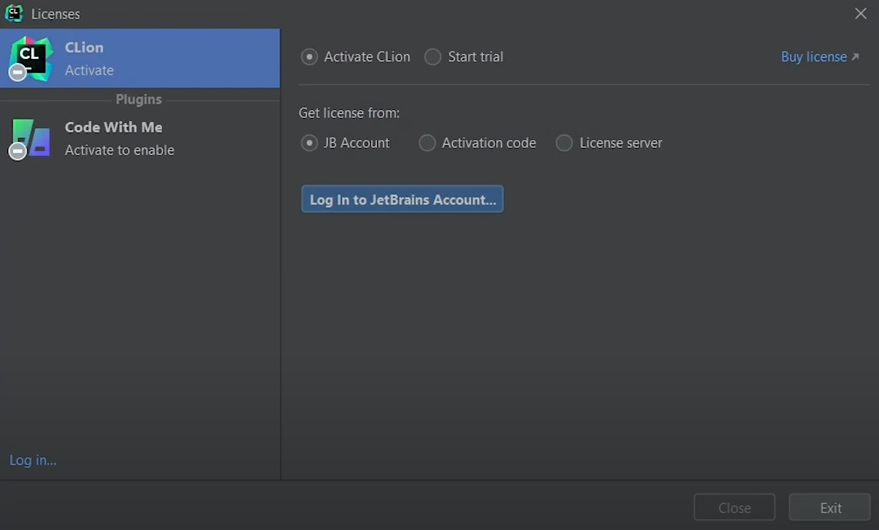 Licenses
CL
CLion
Activate
Plugins
Code With Me
Activate to enable
Log in...
Activate CLion Start trial Buy license
Get license from:
JB Account Activation code License server
Log In to JetBrains Account...
Close Exit